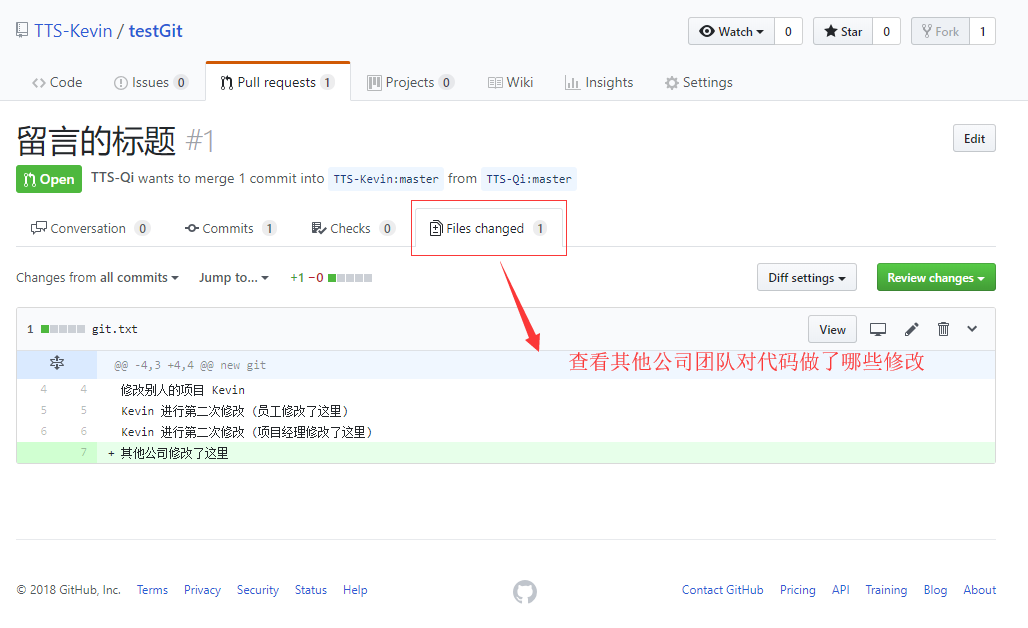 TTS-Kevin / testGit
Watch 0 Star 0 Fork 1
Code Issues 0 Pull requests 1 Projects 0 Wiki Insights Settings
留言的标题 #1
Edit
Open TTS-Qi wants to merge 1 commit into TTS-Kevin:master from TTS-Qi:master
Conversation 0 Commits 1 Checks 0 Files changed 1
Changes from all commits Jump to... +1 −0
Diff settings Review changes
1 git.txt View
@@ -4,3 +4,4 @@ new git
查看其他公司团队对代码做了哪些修改
4 4 修改别人的项目 Kevin
5 5 Kevin 进行第二次修改（员工修改了这里）
6 6 Kevin 进行第二次修改（项目经理修改了这里）
7 + 其他公司修改了这里
© 2018 GitHub, Inc. Terms Privacy Security Status Help Contact GitHub Pricing API Training Blog About